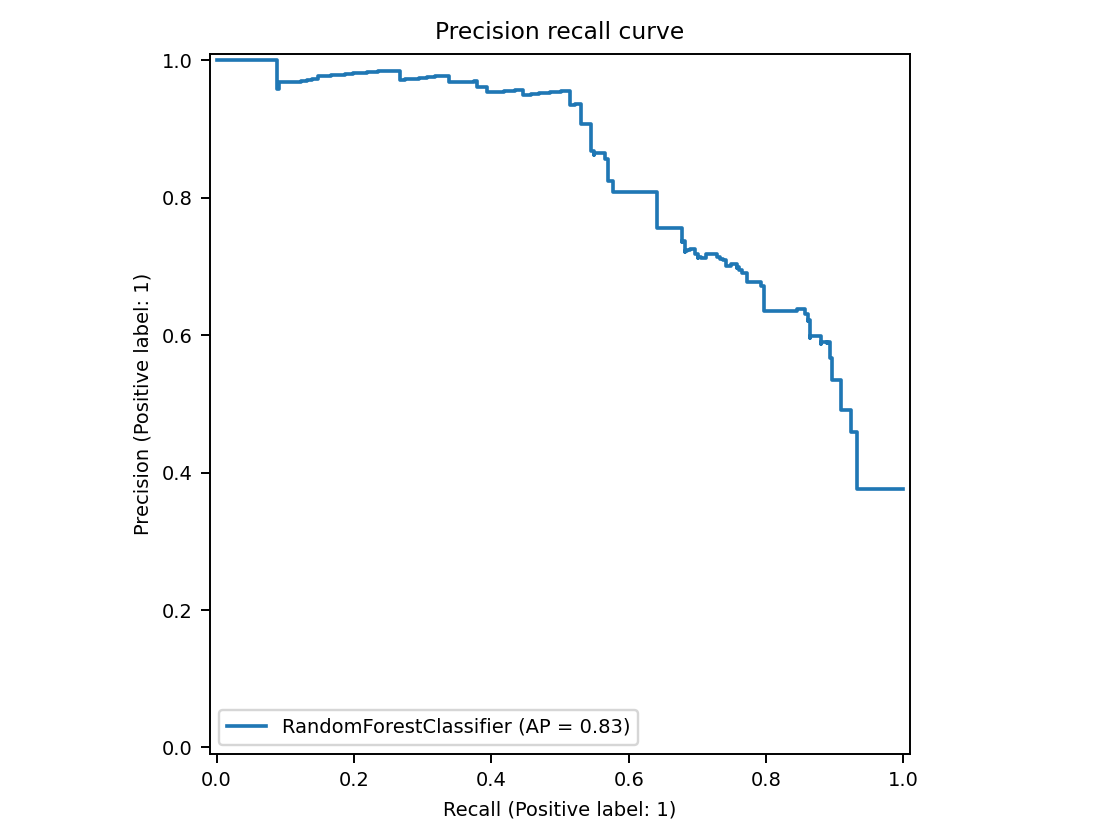 Precision recall curve
1.0
0.8
0.6
0.4
0.2
0.0
Precision (Positive label: 1)
RandomForestClassifier (AP = 0.83)
0.0 0.2 0.4 0.6 0.8 1.0
Recall (Positive label: 1)